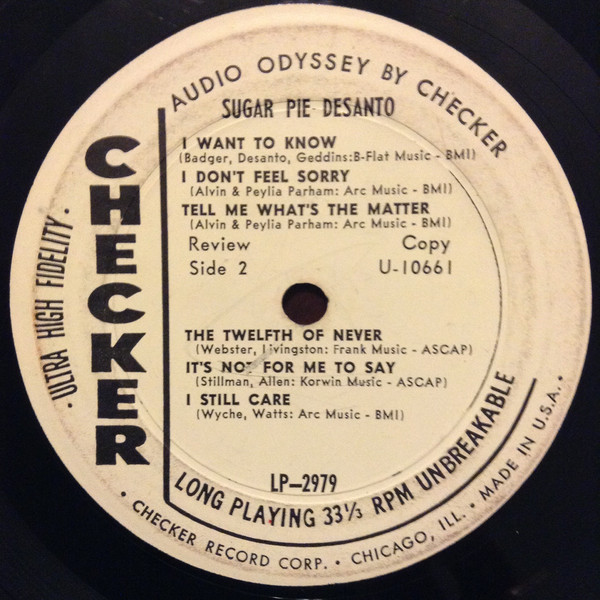 AUDIO ODYSSEY BY CHECKER
SUGAR PIE DESANTO
I WANT TO KNOW
(Badger, Desanto, Geddins:B-Flat Music - BMI)
I DON'T FEEL SORRY
(Alvin & Peylia Parham: Arc Music - BMI)
TELL ME WHAT'S THE MATTER
(Alvin & Peylia Parham: Arc Music - BMI)
Review Copy
Side 2 U-10661
CHECKER
• ULTRA HIGH FIDELITY •
THE TWELFTH OF NEVER
(Webster, Livingston: Frank Music - ASCAP)
IT'S NOT FOR ME TO SAY
(Stillman, Allen: Korwin Music - ASCAP)
I STILL CARE
(Wyche, Watts: Arc Music - BMI)
LP-2979
LONG PLAYING 33⅓ RPM UNBREAKABLE
• CHECKER RECORD CORP. • CHICAGO, ILL. • MADE IN U.S.A. •